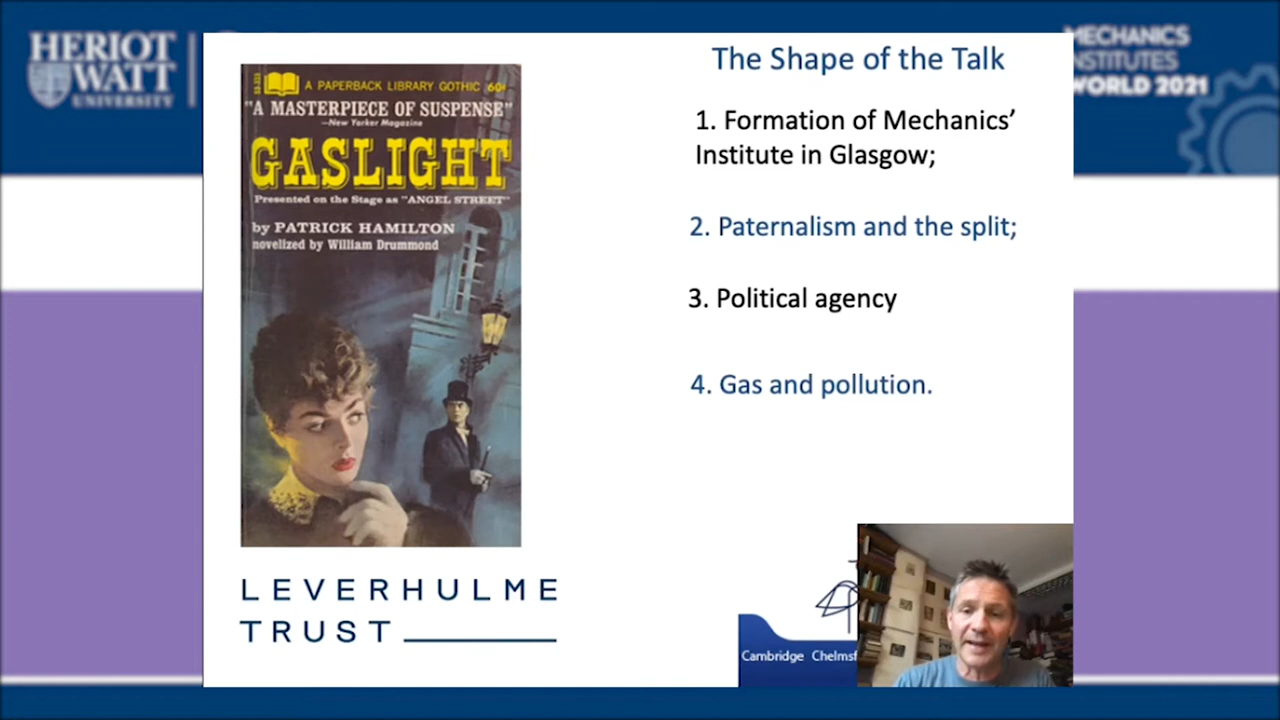 HERIOT
WATT
UNIVERSITY
MECHANICS
INSTITUTES
WORLD 2021
A PAPERBACK LIBRARY GOTHIC 60¢
"A MASTERPIECE OF SUSPENSE"
—New Yorker Magazine
GASLIGHT
Presented on the Stage as "ANGEL STREET"
by PATRICK HAMILTON
novelized by William Drummond
LEVERHULME
TRUST
The Shape of the Talk
1. Formation of Mechanics'
Institute in Glasgow;
2. Paternalism and the split;
3. Political agency
4. Gas and pollution.
Cambridge Chelmsf